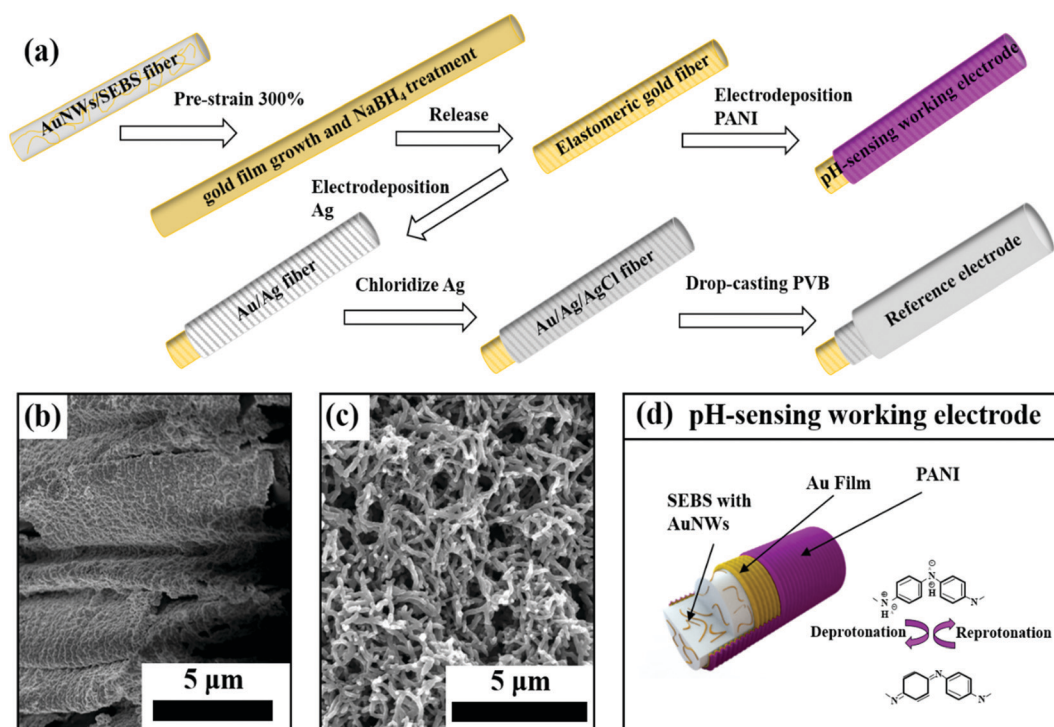 (a)
AuNWs/SEBS fiber
Pre-strain 300%
gold film growth and NaBH₄ treatment
Release
Elastomeric gold fiber
Electrodeposition
PANI
pH-sensing working electrode
Electrodeposition
Ag
Au/Ag fiber
Chloridize Ag
Au/Ag/AgCl fiber
Drop-casting PVB
Reference electrode
(b)
5 μm
(c)
5 μm
(d) pH-sensing working electrode
SEBS with
AuNWs
Au Film
PANI
N
H
N
H
N
Deprotonation
Reprotonation
N
N
N